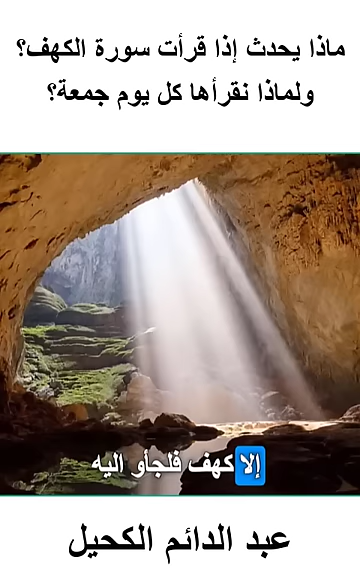 ماذا يحدث إذا قرأت سورة الكهف؟
ولماذا نقرأها كل يوم جمعة؟
إلا كهف فلجأو اليه
عبد الدائم الكحيل